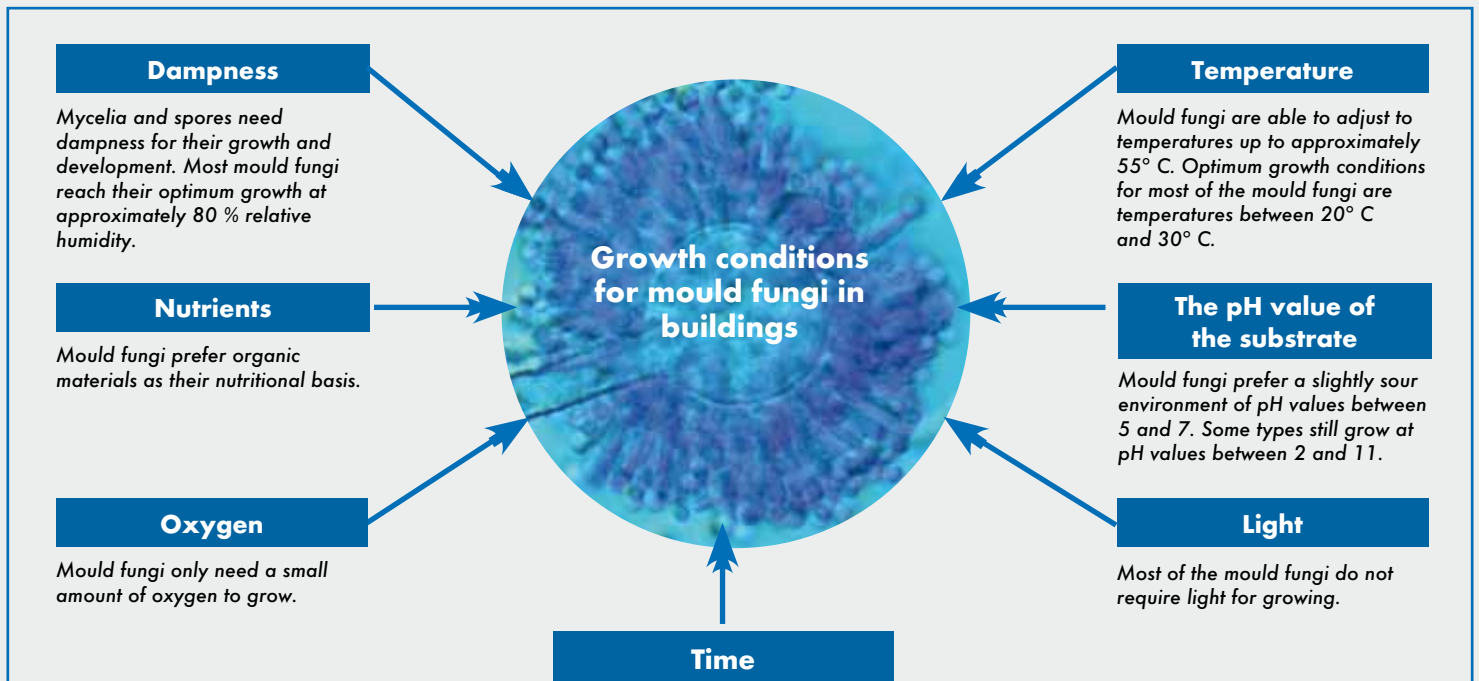 Dampness
Mycelia and spores need
dampness for their growth and
development. Most mould fungi
reach their optimum growth at
approximately 80 % relative
humidity.
Nutrients
Mould fungi prefer organic
materials as their nutritional basis.
Oxygen
Mould fungi only need a small
amount of oxygen to grow.
Growth conditions
for mould fungi in
buildings
Time
Temperature
Mould fungi are able to adjust to
temperatures up to approximately
55° C. Optimum growth conditions
for most of the mould fungi are
temperatures between 20° C
and 30° C.
The pH value of
the substrate
Mould fungi prefer a slightly sour
environment of pH values between
5 and 7. Some types still grow at
pH values between 2 and 11.
Light
Most of the mould fungi do not
require light for growing.